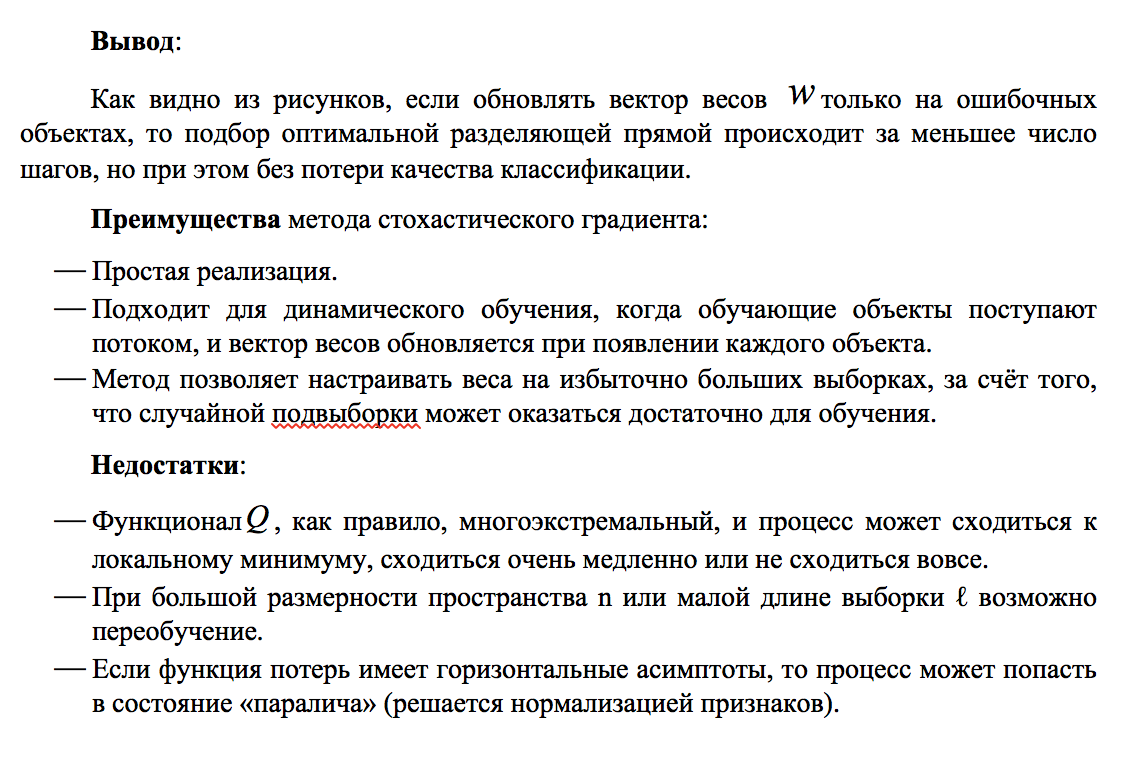 Вывод:
Как видно из рисунков, если обновлять вектор весов w только на ошибочных
объектах, то подбор оптимальной разделяющей прямой происходит за меньшее число
шагов, но при этом без потери качества классификации.
Преимущества метода стохастического градиента:
— Простая реализация.
— Подходит для динамического обучения, когда обучающие объекты поступают
потоком, и вектор весов обновляется при появлении каждого объекта.
— Метод позволяет настраивать веса на избыточно больших выборках, за счёт того,
что случайной подвыборки может оказаться достаточно для обучения.
Недостатки:
— Функционал Q, как правило, многоэкстремальный, и процесс может сходиться к
локальному минимуму, сходиться очень медленно или не сходиться вовсе.
— При большой размерности пространства n или малой длине выборки ℓ возможно
переобучение.
— Если функция потерь имеет горизонтальные асимптоты, то процесс может попасть
в состояние «паралича» (решается нормализацией признаков).